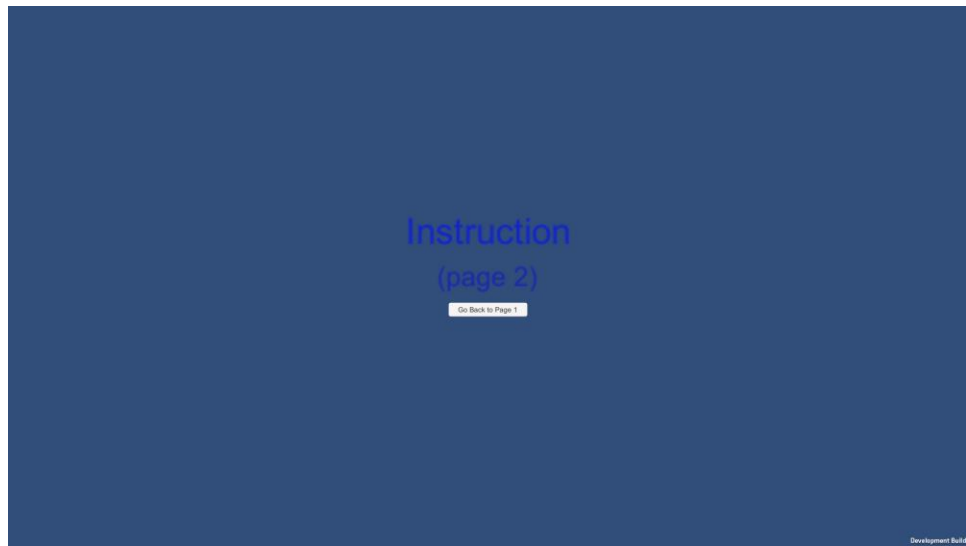 Instruction
(page 2)
Go Back to Page 1
Development Build